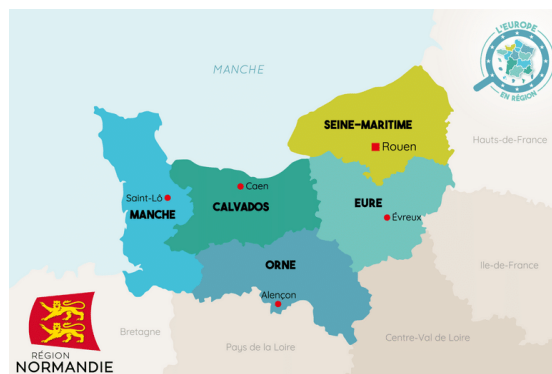 L'EUROPE
EN RÉGION
MANCHE
SEINE-MARITIME
Rouen
Hauts-de-France
Caen
Saint-Lô
MANCHE
CALVADOS
EURE
Évreux
ORNE
Ile-de-France
Alençon
Bretagne
Pays de la Loire
Centre-Val de Loire
RÉGION
NORMANDIE